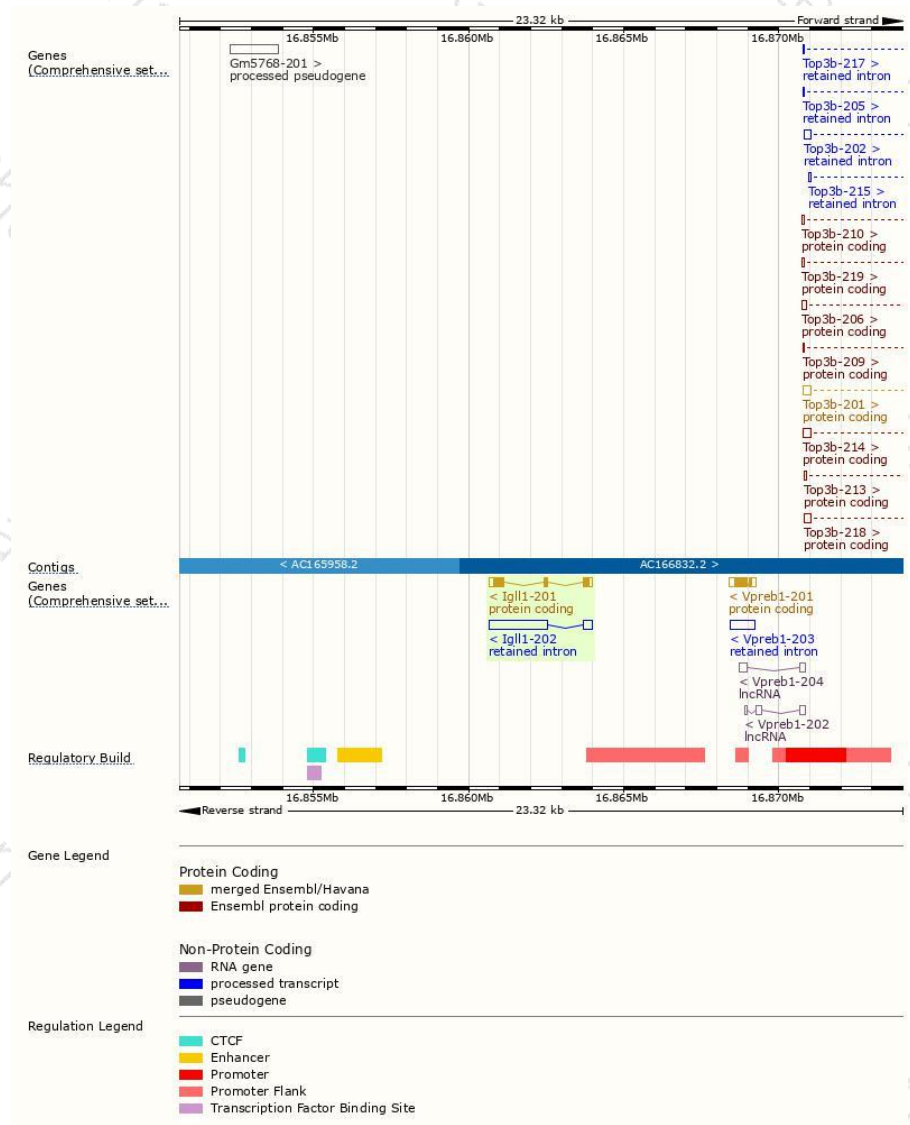 23.32 kb
Forward strand
16.855Mb 16.860Mb 16.865Mb 16.870Mb
Genes
(Comprehensive set...
Gm5768-201 >
processed pseudogene
Top3b-217 >
retained intron
Top3b-205 >
retained intron
Top3b-202 >
retained intron
Top3b-215 >
retained intron
Top3b-210 >
protein coding
Top3b-219 >
protein coding
Top3b-206 >
protein coding
Top3b-209 >
protein coding
Top3b-201 >
protein coding
Top3b-214 >
protein coding
Top3b-213 >
protein coding
Top3b-218 >
protein coding
Contigs
< AC165958.2
AC166832.2 >
Genes
(Comprehensive set...
< Igll1-201
protein coding
< Igll1-202
retained intron
< Vpreb1-201
protein coding
< Vpreb1-203
retained intron
< Vpreb1-204
lncRNA
< Vpreb1-202
lncRNA
Regulatory Build
16.855Mb 16.860Mb 16.865Mb 16.870Mb
Reverse strand
23.32 kb
Gene Legend
Protein Coding
merged Ensembl/Havana
Ensembl protein coding
Non-Protein Coding
RNA gene
processed transcript
pseudogene
Regulation Legend
CTCF
Enhancer
Promoter
Promoter Flank
Transcription Factor Binding Site